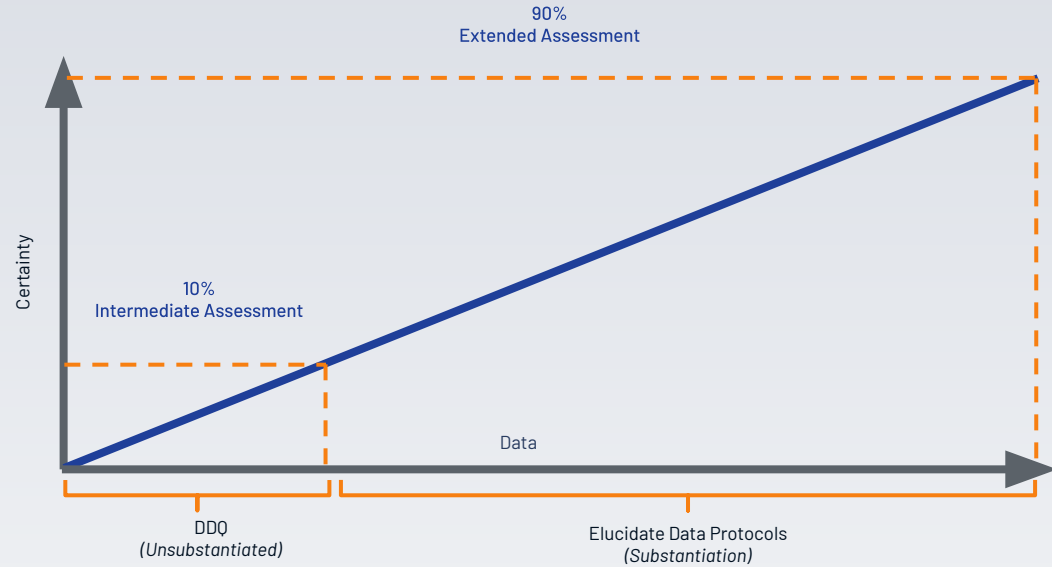 90%
Extended Assessment
Certainty
10%
Intermediate Assessment
Data
DDQ
(Unsubstantiated)
Elucidate Data Protocols
(Substantiation)